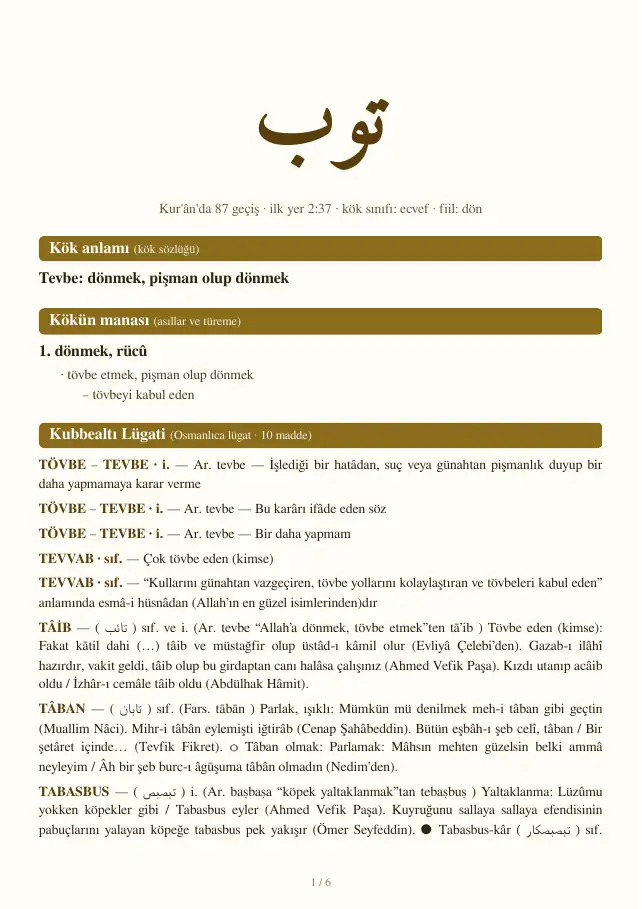 توب
Kur'ân'da 87 geçiş · ilk yer 2:37 · kök sınıfı: ecvef · fiil: dön
Kök anlamı (kök sözlüğü)
Tevbe: dönmek, pişman olup dönmek
Kökün manası (asıllar ve türeme)
1. dönmek, rücû
· tövbe etmek, pişman olup dönmek
– tövbeyi kabul eden
Kubbealtı Lügati (Osmanlıca lügat · 10 madde)
TÖVBE – TEVBE · i. — Ar. tevbe — İşlediği bir hatâdan, suç veya günahtan pişmanlık duyup bir
daha yapmamaya karar verme
TÖVBE – TEVBE · i. — Ar. tevbe — Bu karârı ifâde eden söz
TÖVBE – TEVBE · i. — Ar. tevbe — Bir daha yapmam
TEVVAB · sıf. — Çok tövbe eden (kimse)
TEVVAB · sıf. — “Kullarını günahtan vazgeçiren, tövbe yollarını kolaylaştıran ve tövbeleri kabul eden”
anlamında esmâ-i hüsnâdan (Allah’ın en güzel isimlerinden)dır
TÂİB — ( تائب ) sıf. ve i. (Ar. tevbe “Allah’a dönmek, tövbe etmek”ten tā’ib ) Tövbe eden (kimse):
Fakat kātil dahi (…) tâib ve müstağfir olup üstâd-ı kâmil olur (Evliyâ Çelebi’den). Gazab-ı ilâhî
hazırdır, vakit geldi, tâib olup bu girdaptan canı halâsa çalışınız (Ahmed Vefik Paşa). Kızdı utanıp acâib
oldu / İzhâr-ı cemâle tâib oldu (Abdülhak Hâmit).
TÂBAN — ( تابان ) sıf. (Fars. tābān ) Parlak, ışıklı: Mümkün mü denilmek meh-i tâban gibi geçtin
(Muallim Nâci). Mihr-i tâbân eylemişti iğtirâb (Cenap Şahâbeddin). Bütün eşbâh-ı şeb celî, tâban / Bir
şetâret içinde… (Tevfik Fikret). ○ Tâban olmak: Parlamak: Mâhsın mehten güzelsin belki ammâ
neyleyim / Âh bir şeb burc-ı âgūşuma tâbân olmadın (Nedim’den).
TABASBUS — ( تبصبص ) i. (Ar. baṣbaṣa “köpek yaltaklanmak”tan tebaṣbuṣ ) Yaltaklanma: Lüzûmu
yokken köpekler gibi / Tabasbus eyler (Ahmed Vefik Paşa). Kuyruğunu sallaya sallaya efendisinin
pabuçlarını yalayan köpeğe tabasbus pek yakışır (Ömer Seyfeddin). ● Tabasbus-kâr ( تبصبصكار ) sıf.
1 / 6